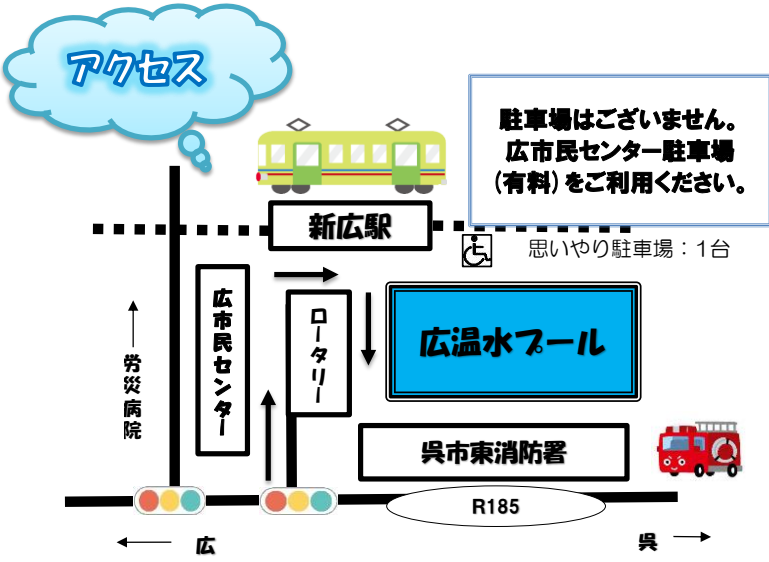 アクセス
駐車場はございません。
広市民センター駐車場
(有料)をご利用ください。
新広駅
思いやり駐車場：1台
広市民センター
ロータリー
広温水プール
労災病院
呉市東消防署
R185
広
呉